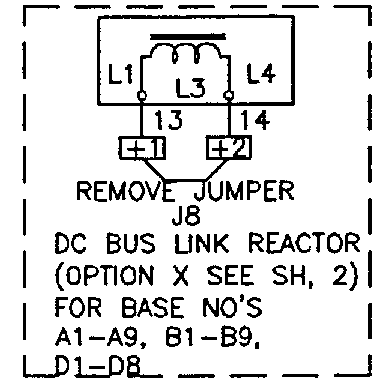 L1 L3 L4
13 14
+1 +2
REMOVE JUMPER
J8
DC BUS LINK REACTOR
(OPTION X SEE SH, 2)
FOR BASE NO'S
A1-A9, B1-B9,
D1-D8